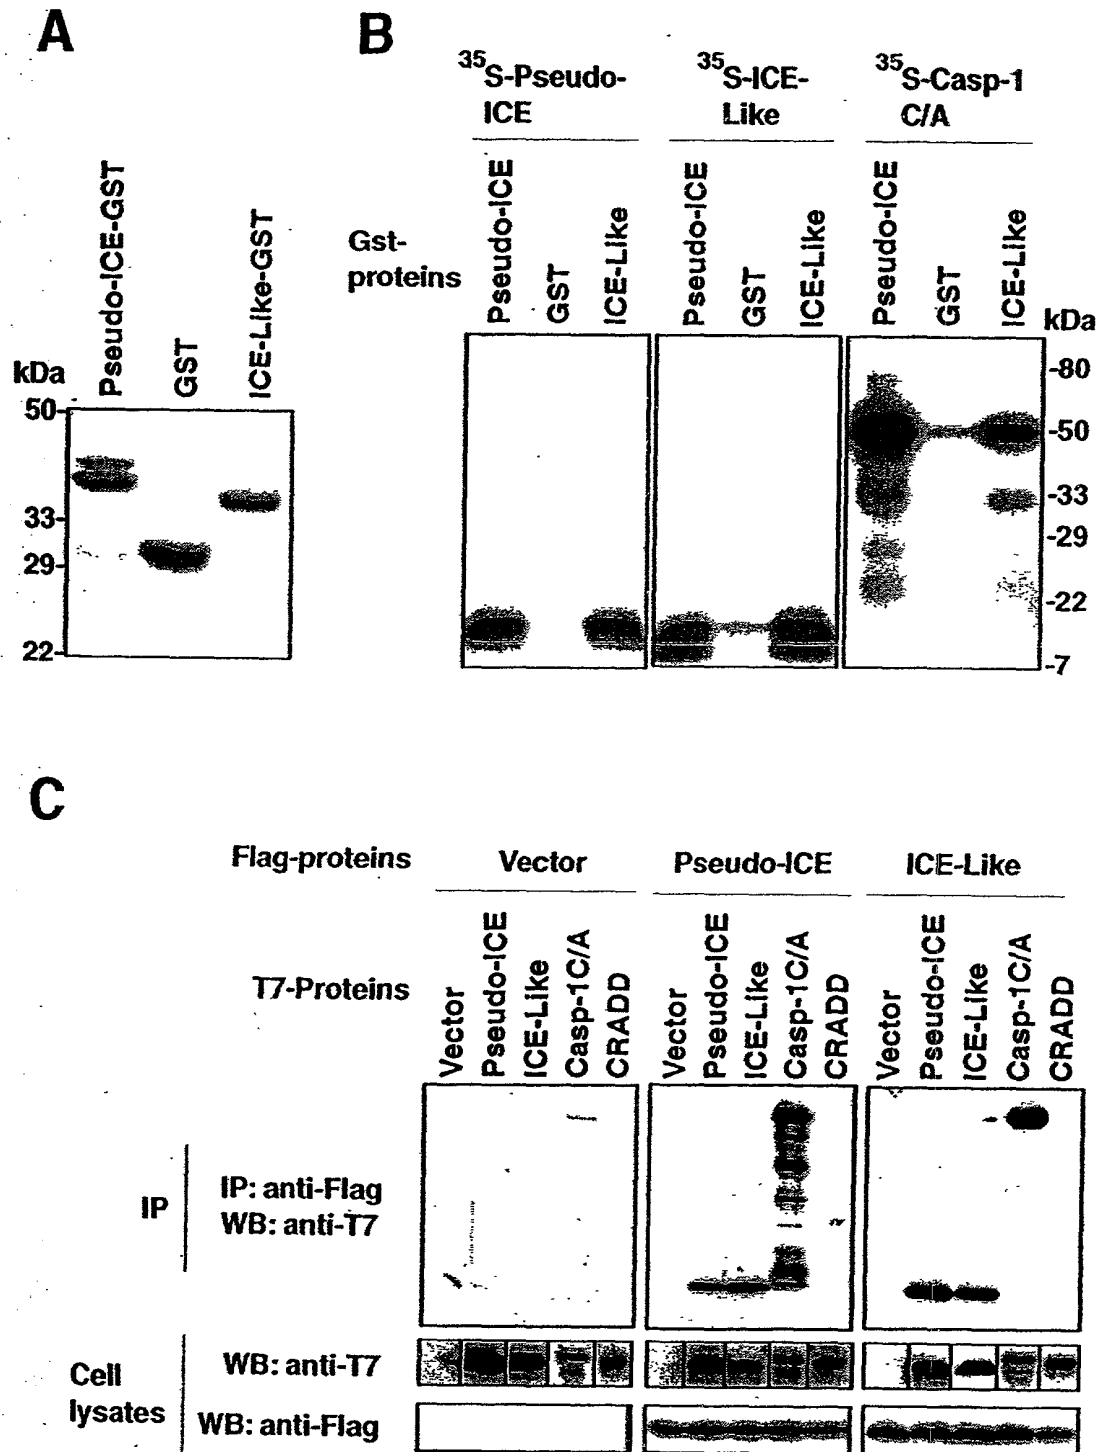 A
kDa
Pseudo-ICE-GST
GST
ICE-Like-GST
50-
33-
29-
22-
B
35S-Pseudo-
ICE
35S-ICE-
Like
35S-Casp-1
C/A
Gst-
proteins
Pseudo-ICE
GST
ICE-Like
Pseudo-ICE
GST
ICE-Like
Pseudo-ICE
GST
ICE-Like
kDa
-80
-50
-33
-29
-22
-7
C
Flag-proteins
Vector
Pseudo-ICE
ICE-Like
T7-Proteins
Vector
Pseudo-ICE
ICE-Like
Casp-1C/A
CRADD
Vector
Pseudo-ICE
ICE-Like
Casp-1C/A
CRADD
Vector
Pseudo-ICE
ICE-Like
Casp-1C/A
CRADD
IP
IP: anti-Flag
WB: anti-T7
Cell
lysates
WB: anti-T7
WB: anti-Flag